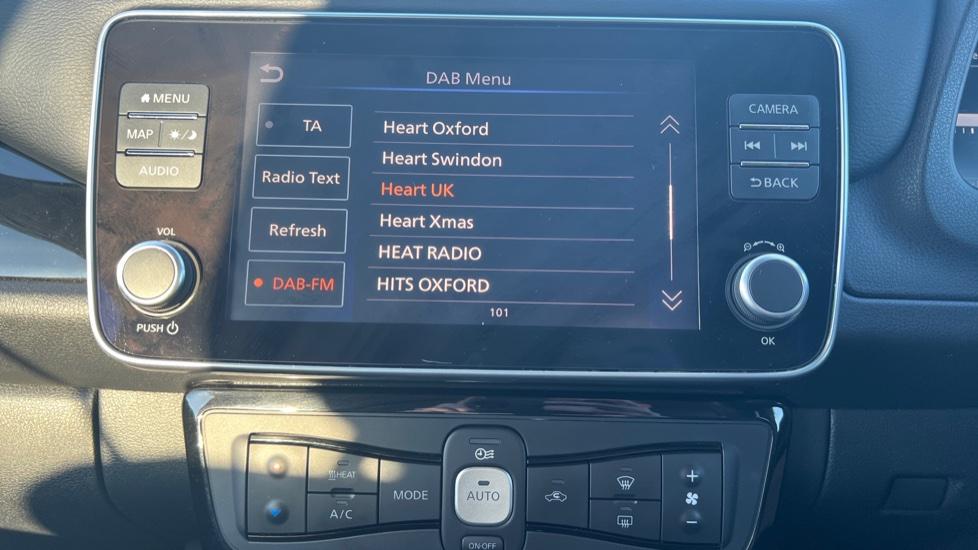 DAB Menu
MENU
MAP
AUDIO
VOL
PUSH
TA
Radio Text
Refresh
DAB-FM
Heart Oxford
Heart Swindon
Heart UK
Heart Xmas
HEAT RADIO
HITS OXFORD
101
CAMERA
BACK
OK
HEAT
A/C
MODE
AUTO
ON·OFF